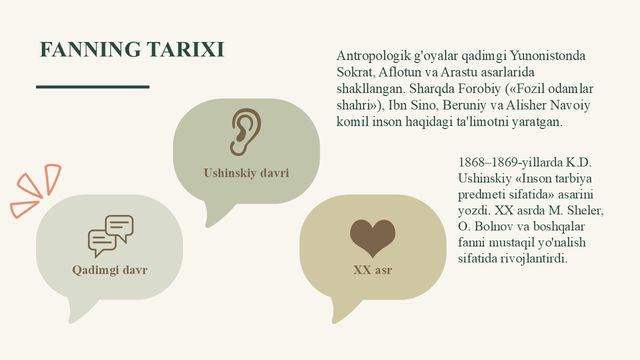 FANNING TARIXI
Antropologik g'oyalar qadimgi Yunonistonda
Sokrat, Aflotun va Arastu asarlarida
shakllangan. Sharqda Forobiy («Fozil odamlar
shahri»), Ibn Sino, Beruniy va Alisher Navoiy
komil inson haqidagi ta'limotni yaratgan.
Ushinskiy davri
1868–1869-yillarda K.D.
Ushinskiy «Inson tarbiya
predmeti sifatida» asarini
yozdi. XX asrda M. Sheler,
O. Bolnov va boshqalar
fanni mustaqil yo'nalish
sifatida rivojlantirdi.
Qadimgi davr
XX asr